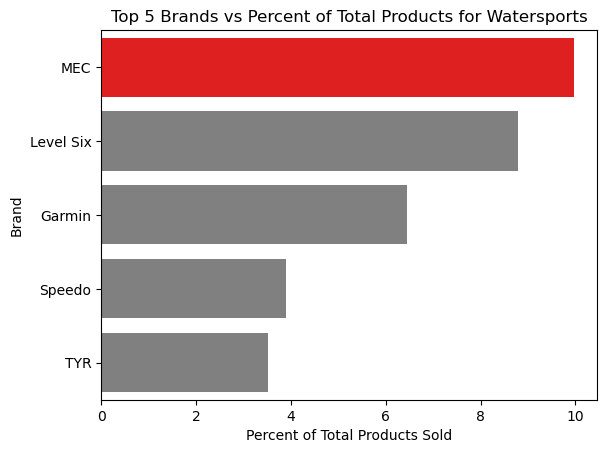 Top 5 Brands vs Percent of Total Products for Watersports
MEC
Level Six
Garmin
Speedo
TYR
Brand
0 2 4 6 8 10
Percent of Total Products Sold